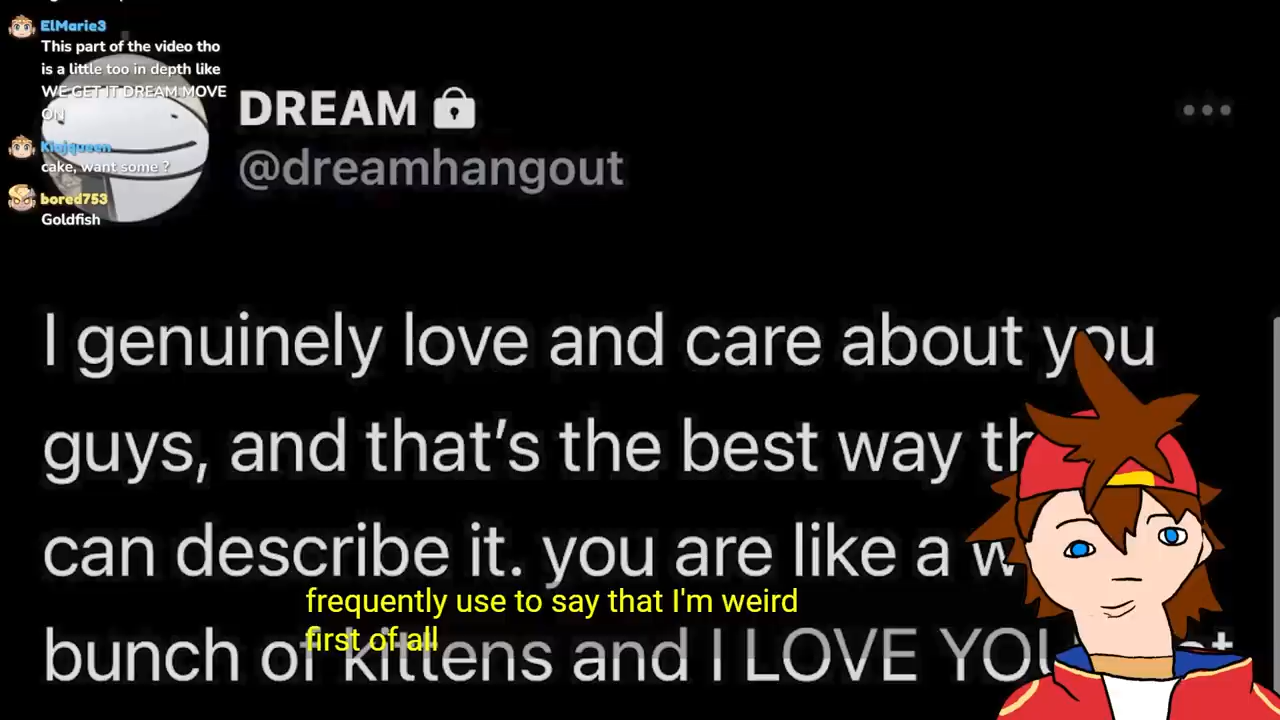 ElMarie3
This part of the video tho
is a little too in depth like
WE GET IT DREAM MOVE
ON
Klajqueen
cake, want some ?
bored753
Goldfish
DREAM
@dreamhangout
I genuinely love and care about you
guys, and that's the best way
can describe it. you are like a
frequently use to say that I'm weird
first of all
bunch of kittens and I LOVE YOU